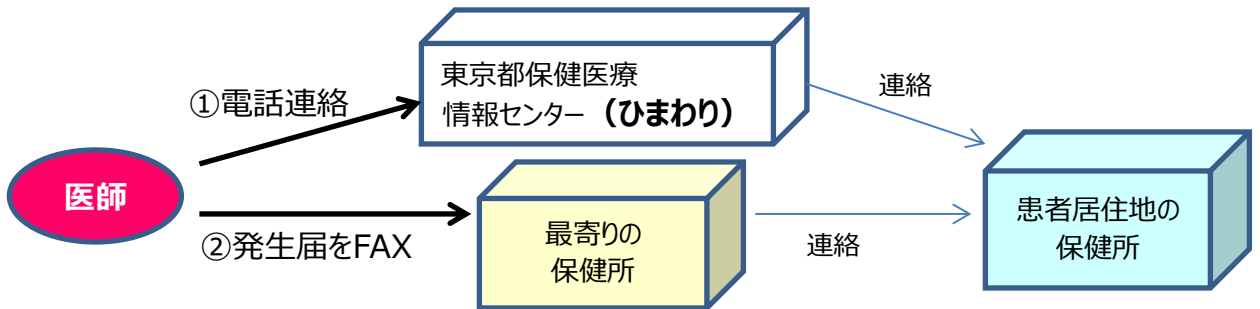 東京都保健医療
情報センター（ひまわり）
①電話連絡
連絡
医師
②発生届をFAX
最寄りの
保健所
連絡
患者居住地の
保健所